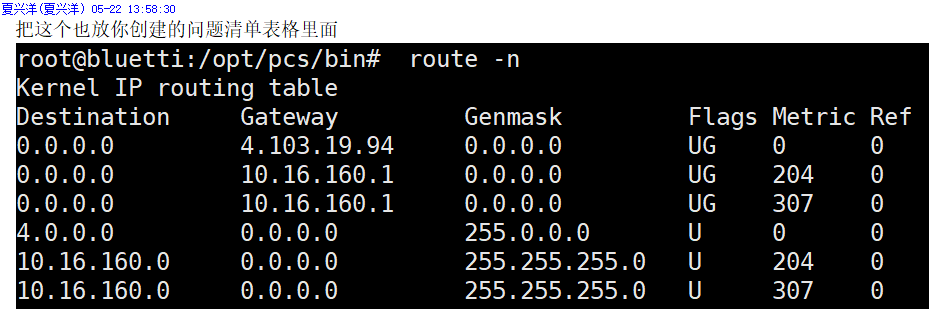 夏兴洋(夏兴洋) 05-22 13:58:30
把这个也放你创建的问题清单表格里面
root@bluetti:/opt/pcs/bin#  route -n
Kernel IP routing table
Destination     Gateway         Genmask         Flags Metric Ref
0.0.0.0         4.103.19.94     0.0.0.0         UG    0      0
0.0.0.0         10.16.160.1     0.0.0.0         UG    204    0
0.0.0.0         10.16.160.1     0.0.0.0         UG    307    0
4.0.0.0         0.0.0.0         255.0.0.0       U     0      0
10.16.160.0     0.0.0.0         255.255.255.0   U     204    0
10.16.160.0     0.0.0.0         255.255.255.0   U     307    0